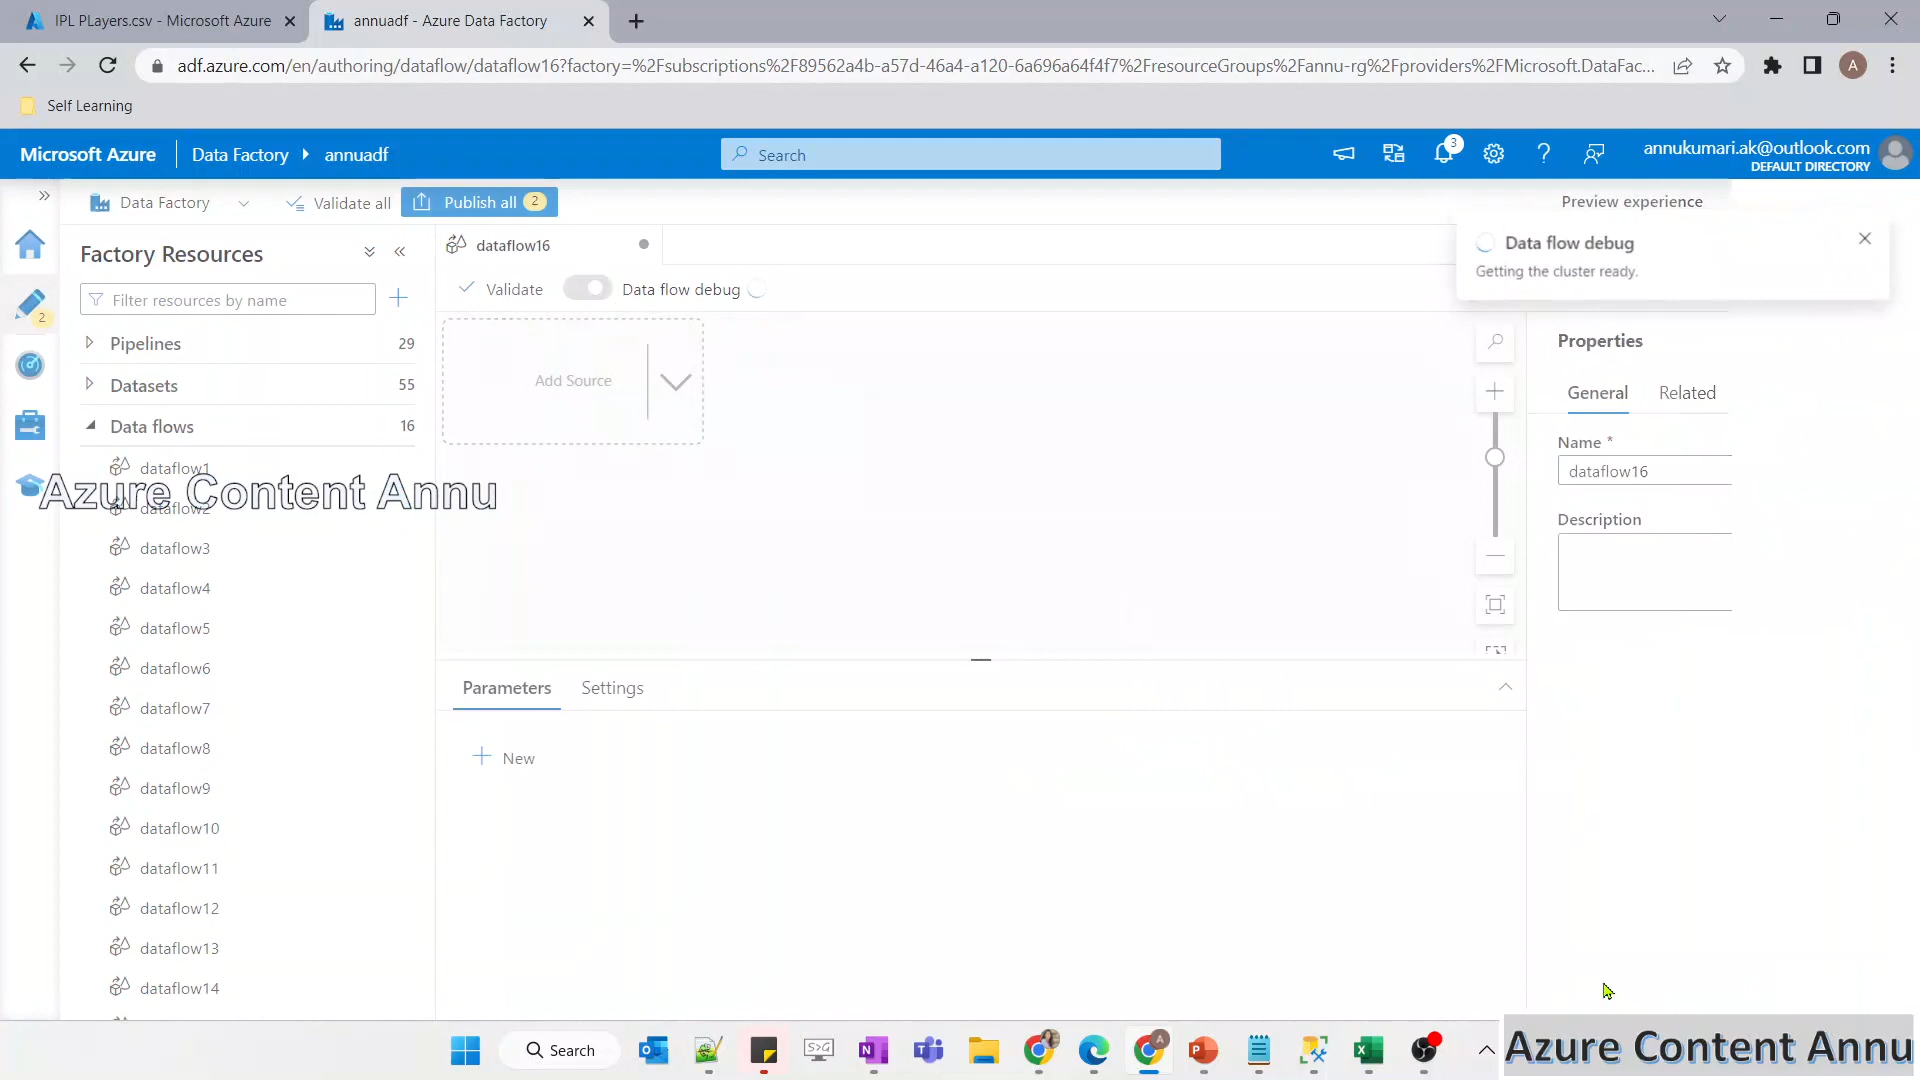 IPL PLayers.csv - Microsoft Azure
annuadf - Azure Data Factory
adf.azure.com/en/authoring/dataflow/dataflow16?factory=%2Fsubscriptions%2F89562a4b-a57d-46a4-a120-6a696a64f4f7%2FresourceGroups%2Fannu-rg%2Fproviders%2FMicrosoft.DataFac...
A
Self Learning
Microsoft Azure
Data Factory
annuadf
Search
3
annukumari.ak@outlook.com
DEFAULT DIRECTORY
Data Factory
Validate all
Publish all 2
Preview experience
Factory Resources
dataflow16
Data flow debug
Getting the cluster ready.
Filter resources by name
Validate
Data flow debug
2
Pipelines 29
Datasets 55
Data flows 16
Add Source
Properties
General
Related
Name *
dataflow16
Description
dataflow1
dataflow2
Azure Content Annu
dataflow3
dataflow4
dataflow5
dataflow6
dataflow7
dataflow8
dataflow9
dataflow10
dataflow11
dataflow12
dataflow13
dataflow14
Parameters
Settings
New
Search
Azure Content Annu